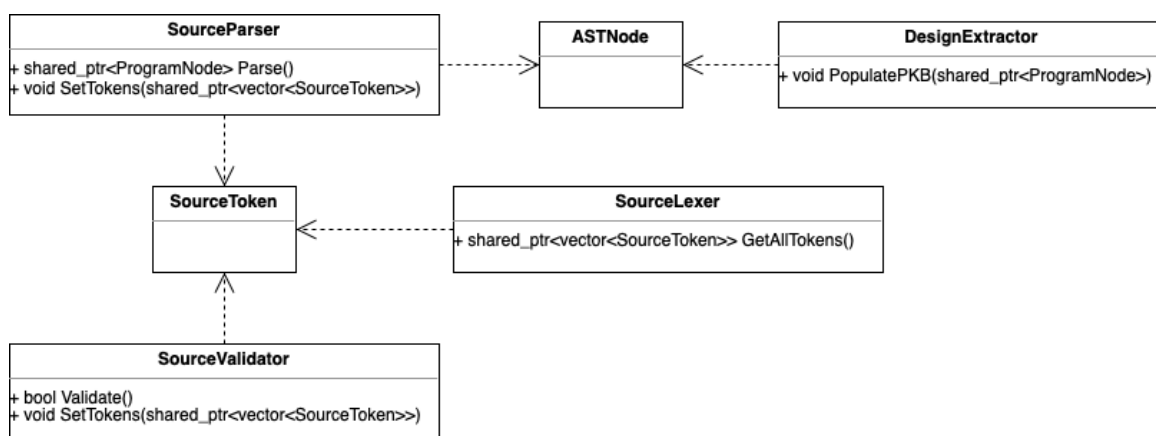 SourceParser
+ shared_ptr<ProgramNode> Parse()
+ void SetTokens(shared_ptr<vector<SourceToken>>)
ASTNode
DesignExtractor
+ void PopulatePKB(shared_ptr<ProgramNode>)
SourceToken
SourceLexer
+ shared_ptr<vector<SourceToken>> GetAllTokens()
SourceValidator
+ bool Validate()
+ void SetTokens(shared_ptr<vector<SourceToken>>)